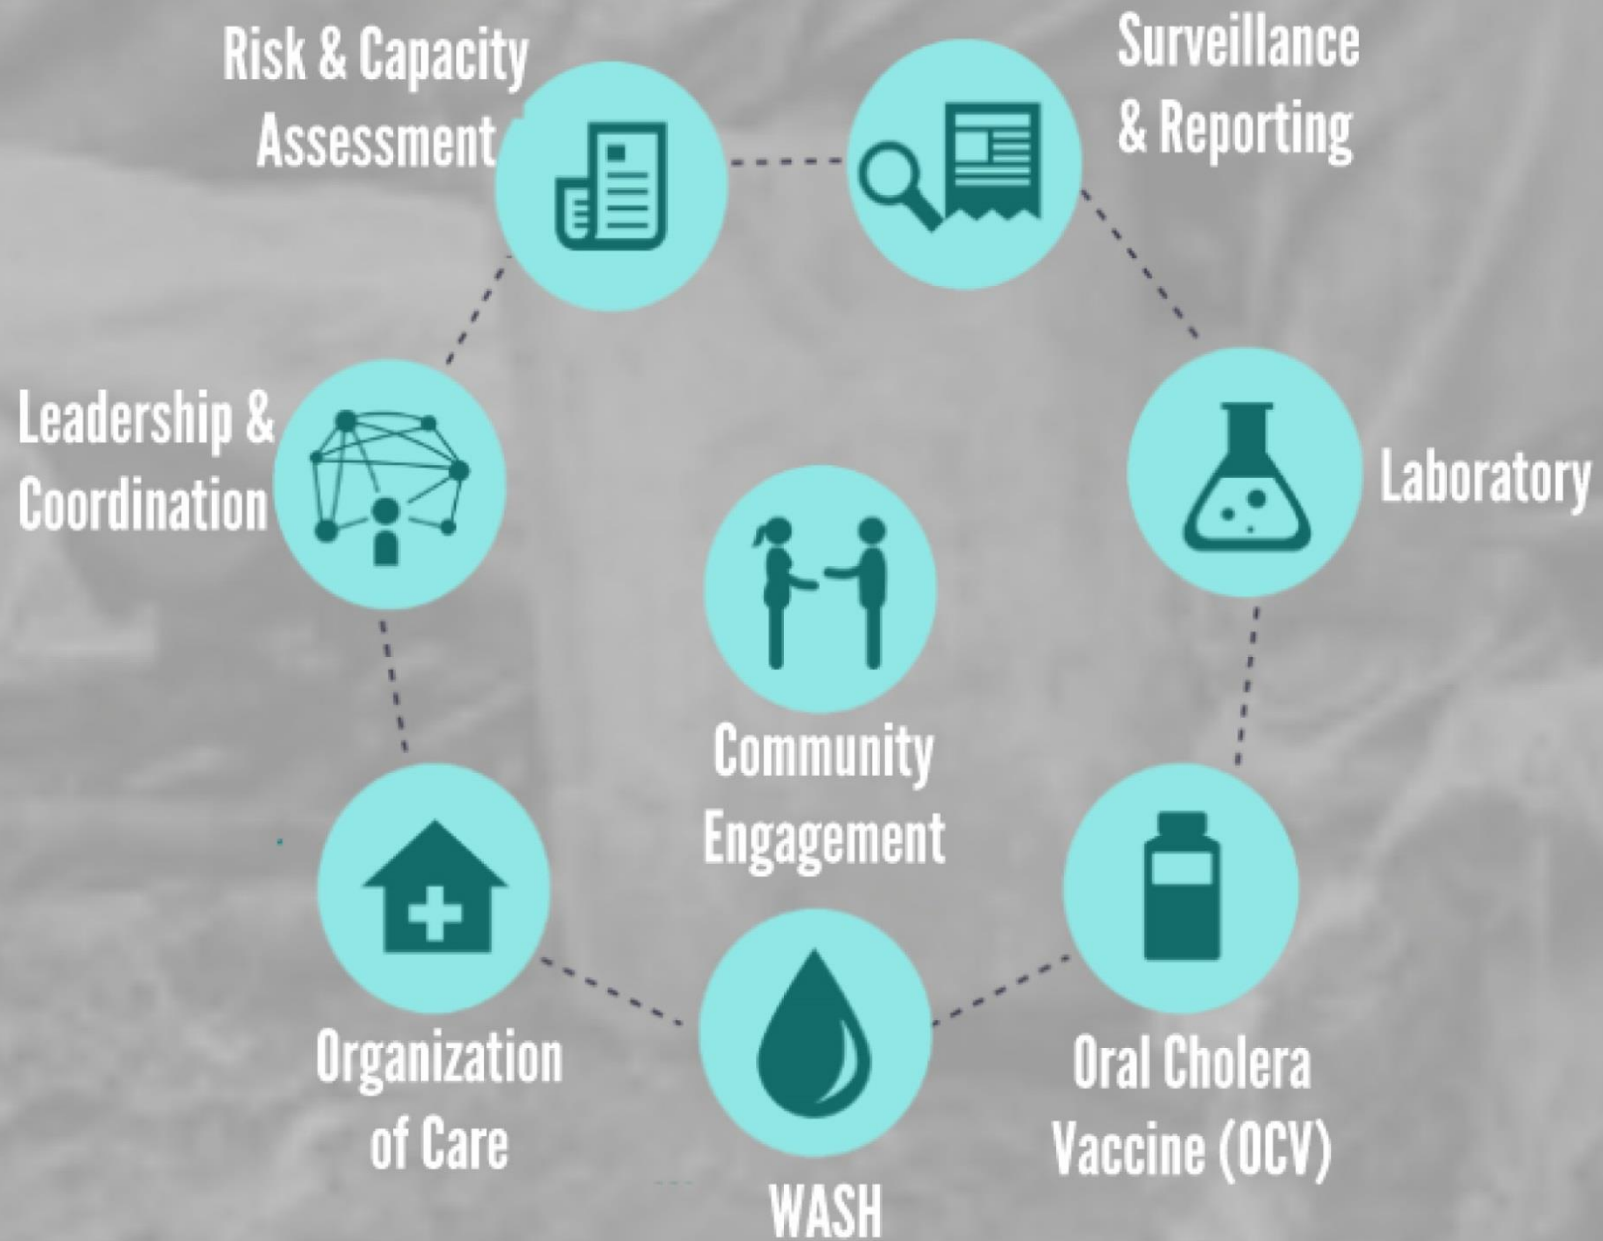 Risk & Capacity
Assessment
Surveillance
& Reporting
Leadership &
Coordination
Laboratory
Community
Engagement
Organization
of Care
Oral Cholera
Vaccine (OCV)
WASH